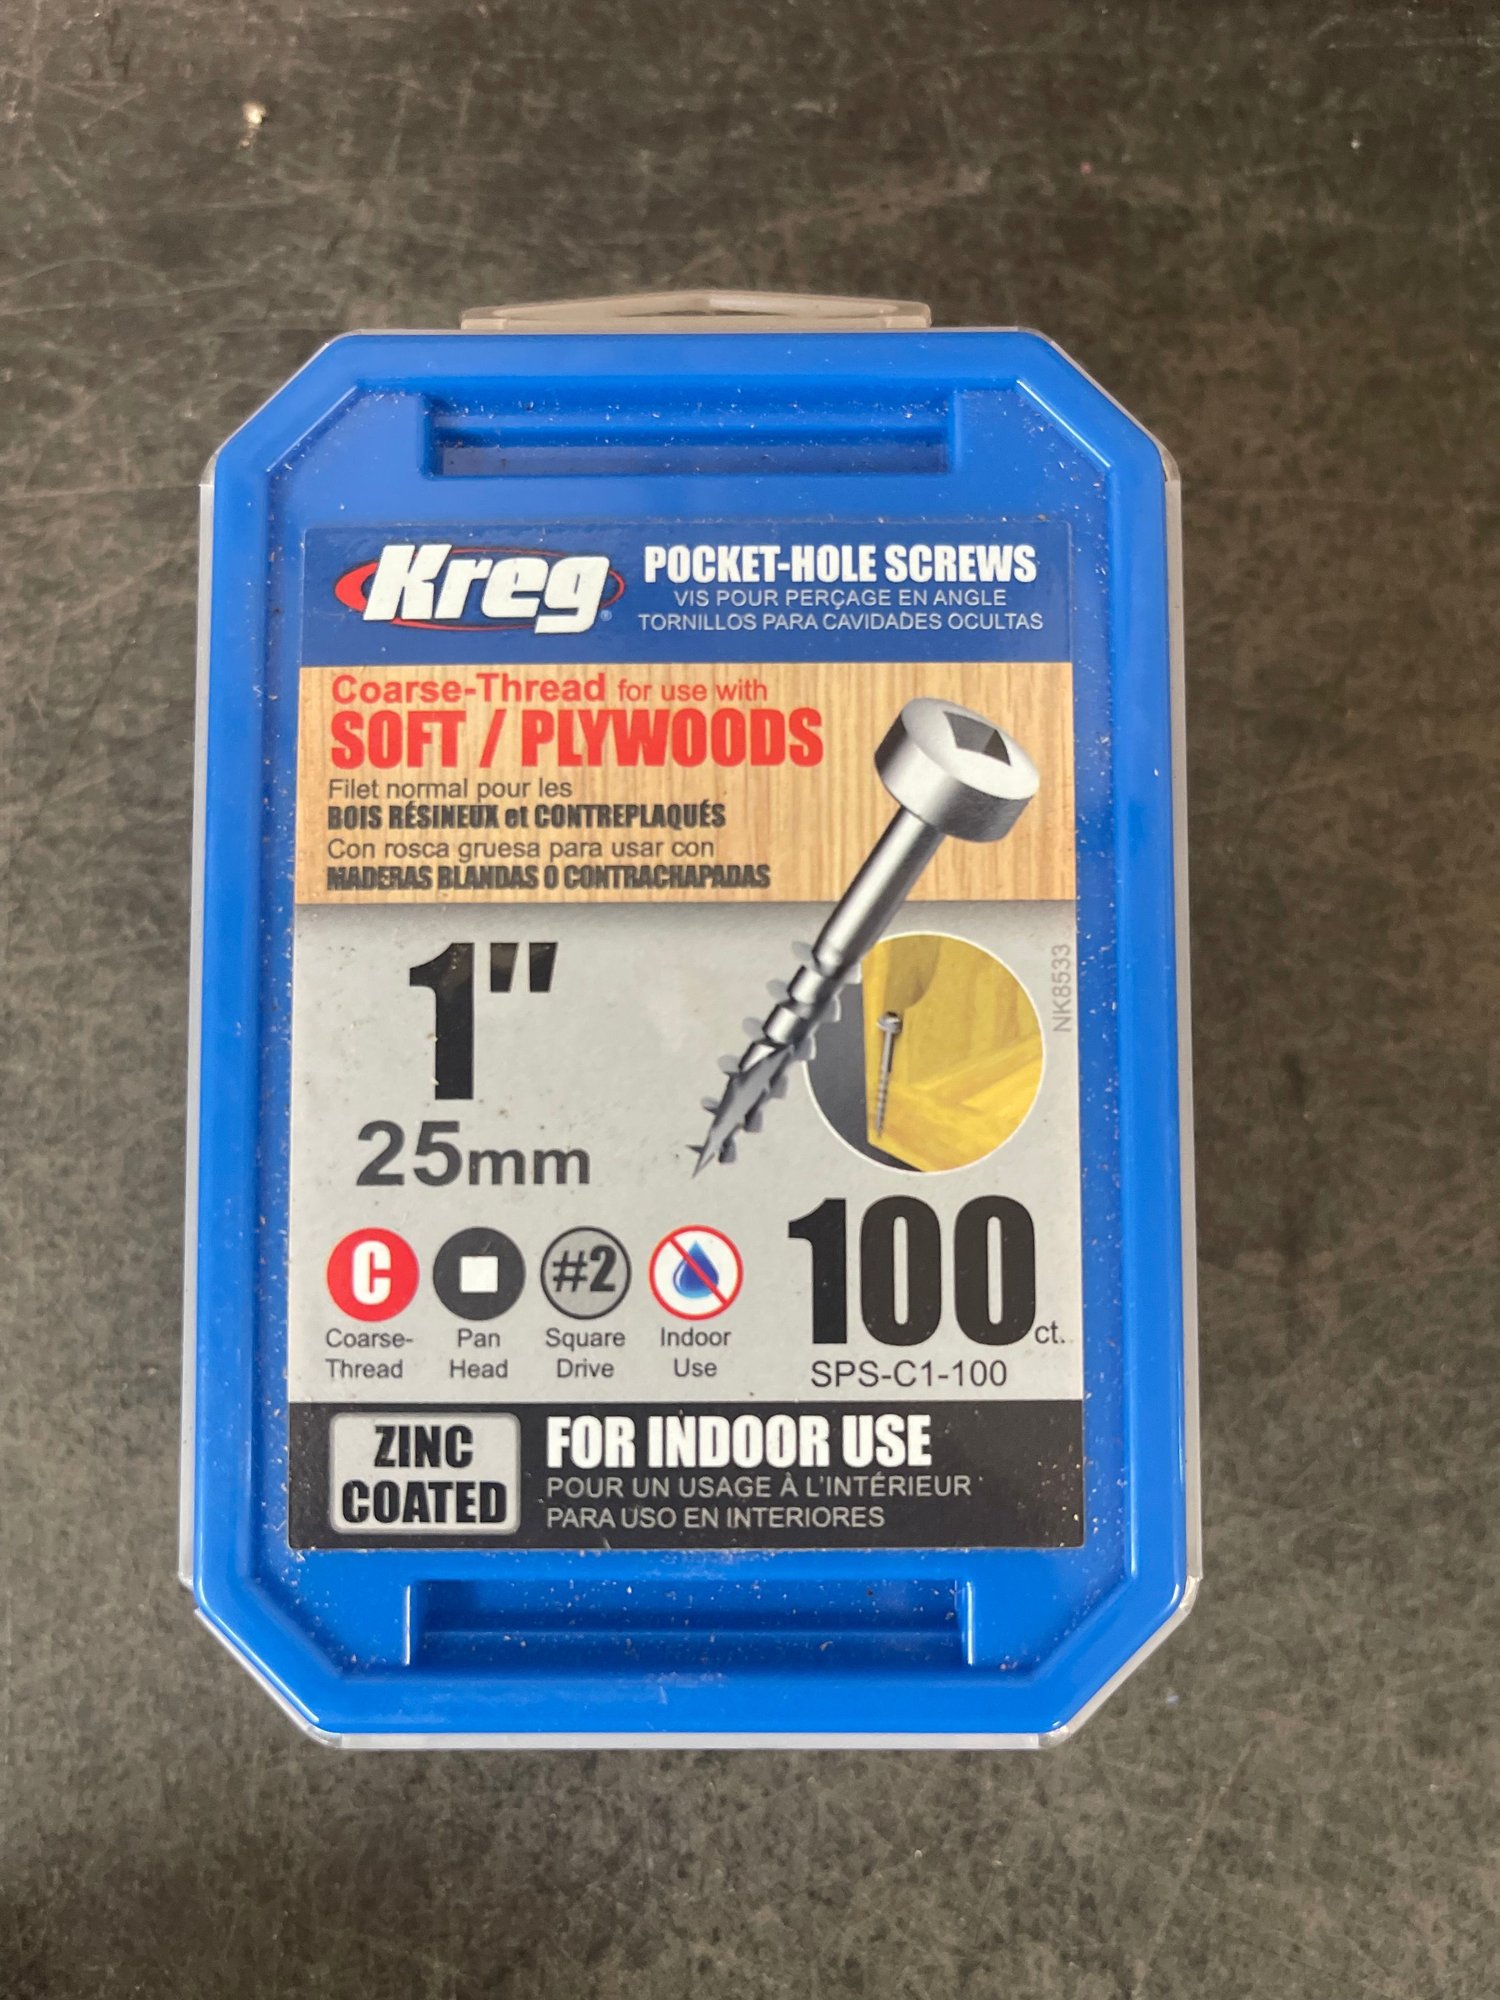 Kreg®
POCKET-HOLE SCREWS
VIS POUR PERÇAGE EN ANGLE
TORNILLOS PARA CAVIDADES OCULTAS
Coarse-Thread for use with
SOFT / PLYWOODS
Filet normal pour les
BOIS RÉSINEUX et CONTREPLAQUÉS
Con rosca gruesa para usar con
MADERAS BLANDAS O CONTRACHAPADAS
1"
25mm
NK8533
C
Coarse-
Thread
Pan
Head
#2
Square
Drive
Indoor
Use
100 ct.
SPS-C1-100
ZINC
COATED
FOR INDOOR USE
POUR UN USAGE À L'INTÉRIEUR
PARA USO EN INTERIORES